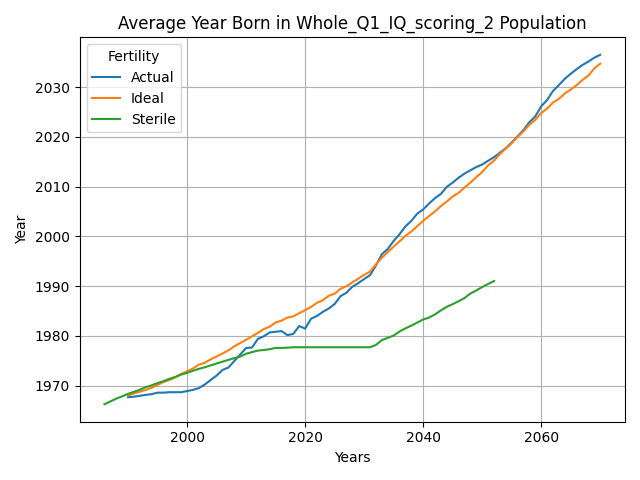 Average Year Born in Whole_Q1_IQ_scoring_2 Population
Fertility
Actual
Ideal
Sterile
2030
2020
2010
2000
1990
1980
1970
Year
2000
2020
2040
2060
Years